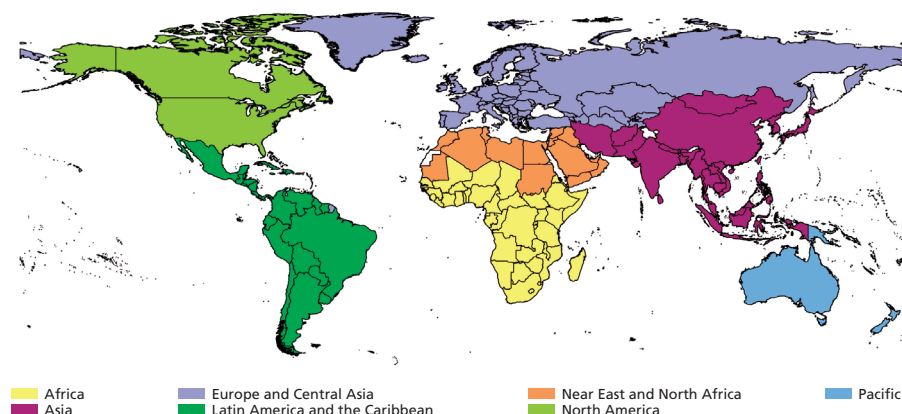 Africa Europe and Central Asia Near East and North Africa Pacific
Asia Latin America and the Caribbean North America